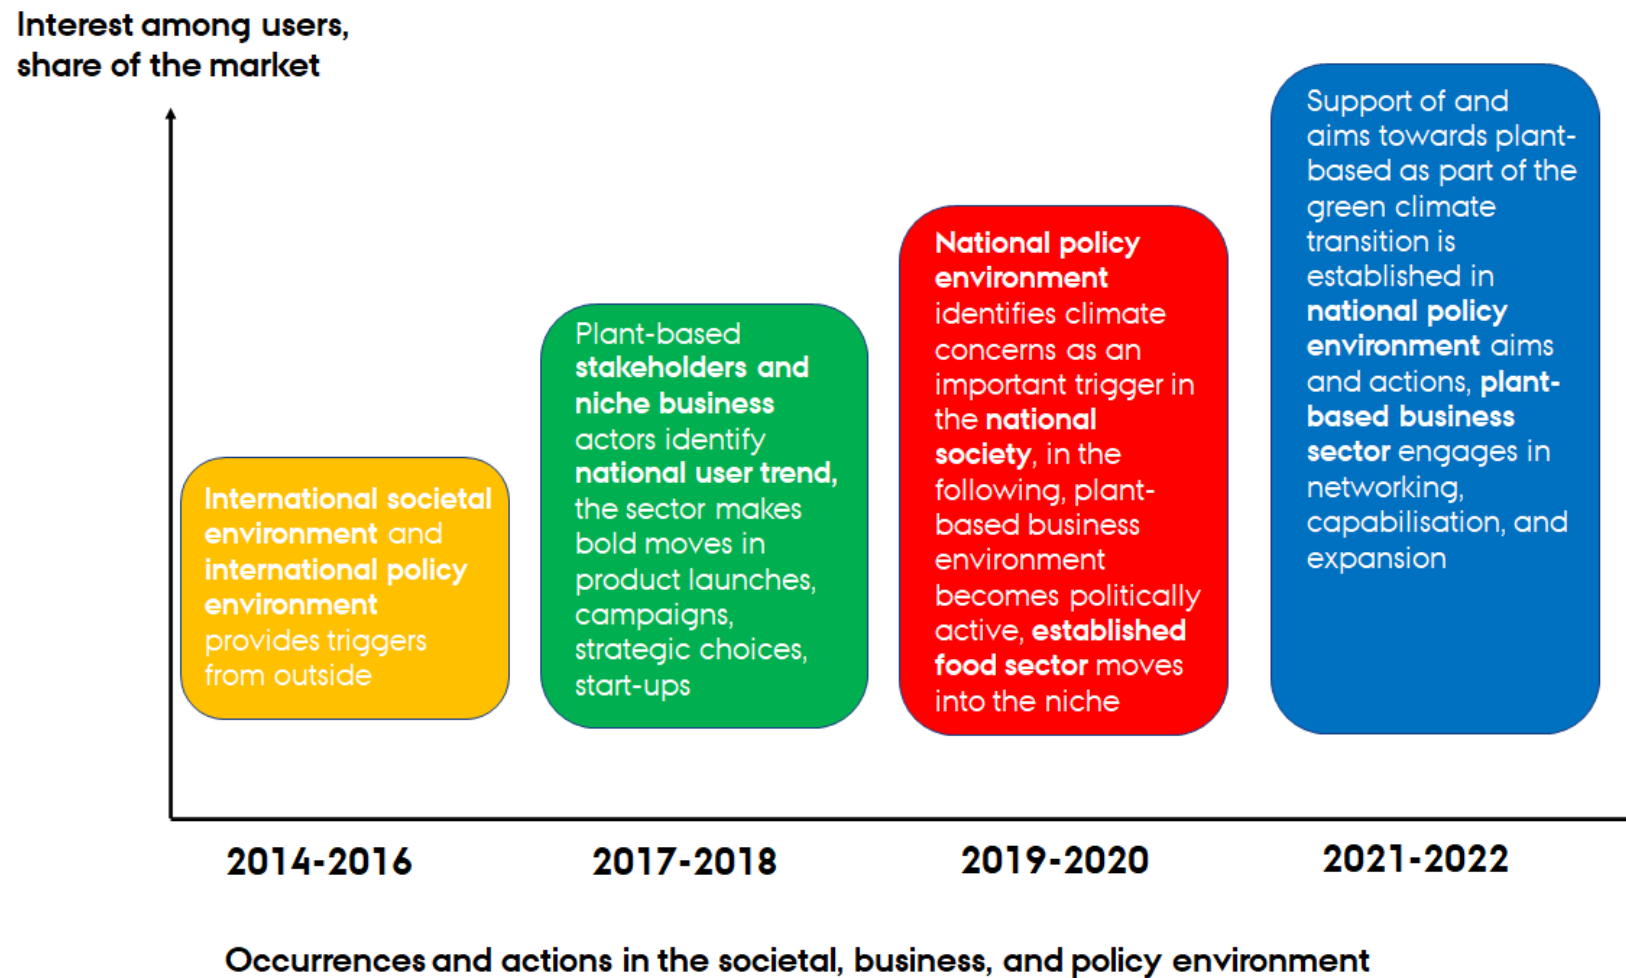 Interest among users,
share of the market
International societal
environment and
international policy
environment
provides triggers
from outside
Plant-based
stakeholders and
niche business
actors identify
national user trend,
the sector makes
bold moves in
product launches,
campaigns,
strategic choices,
start-ups
National policy
environment
identifies climate
concerns as an
important trigger in
the national
society, in the
following, plant-
based business
environment
becomes politically
active, established
food sector moves
into the niche
Support of and
aims towards plant-
based as part of the
green climate
transition is
established in
national policy
environment aims
and actions, plant-
based business
sector engages in
networking,
capabilisation, and
expansion
2014-2016
2017-2018
2019-2020
2021-2022
Occurrences and actions in the societal, business, and policy environment